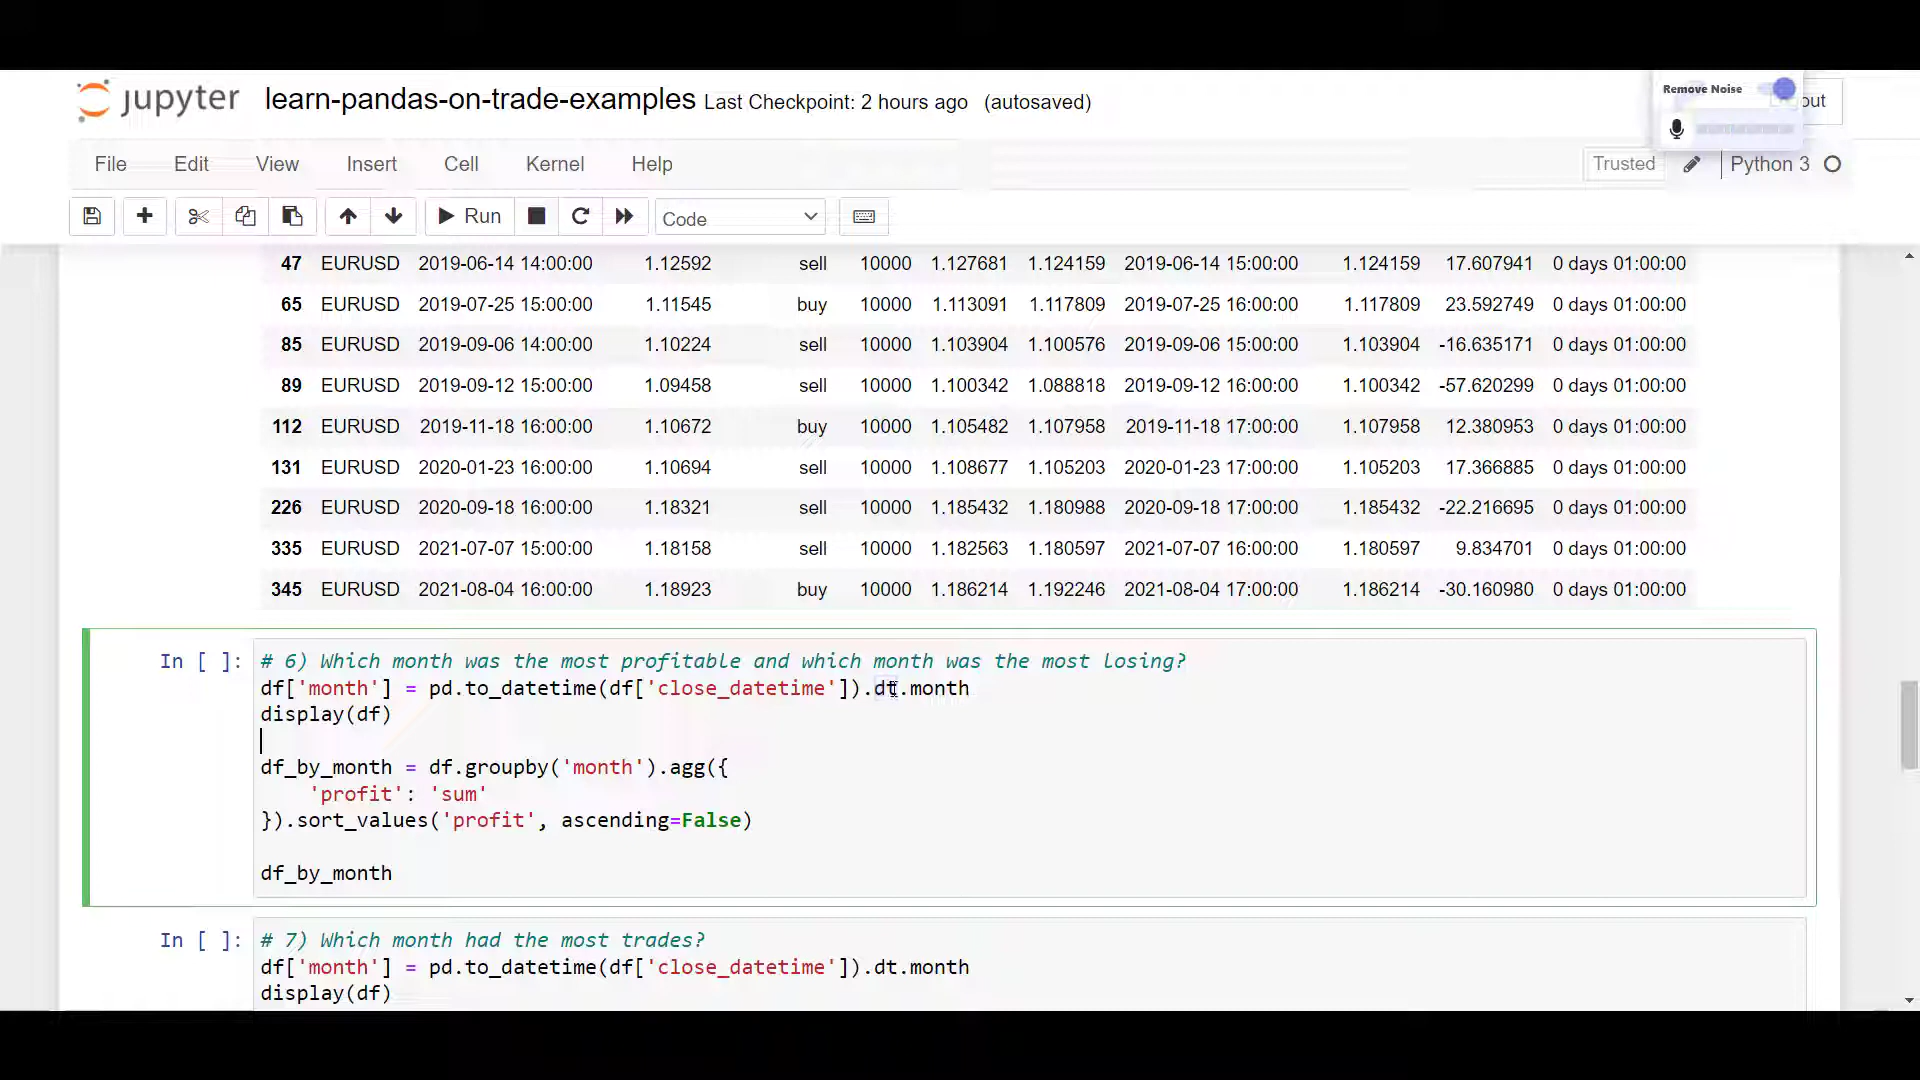 jupyter learn-pandas-on-trade-examples Last Checkpoint: 2 hours ago (autosaved)
Remove Noise
out
File Edit View Insert Cell Kernel Help
Trusted Python 3
Run Code
47 EURUSD 2019-06-14 14:00:00 1.12592 sell 10000 1.127681 1.124159 2019-06-14 15:00:00 1.124159 17.607941 0 days 01:00:00
65 EURUSD 2019-07-25 15:00:00 1.11545 buy 10000 1.113091 1.117809 2019-07-25 16:00:00 1.117809 23.592749 0 days 01:00:00
85 EURUSD 2019-09-06 14:00:00 1.10224 sell 10000 1.103904 1.100576 2019-09-06 15:00:00 1.103904 -16.635171 0 days 01:00:00
89 EURUSD 2019-09-12 15:00:00 1.09458 sell 10000 1.100342 1.088818 2019-09-12 16:00:00 1.100342 -57.620299 0 days 01:00:00
112 EURUSD 2019-11-18 16:00:00 1.10672 buy 10000 1.105482 1.107958 2019-11-18 17:00:00 1.107958 12.380953 0 days 01:00:00
131 EURUSD 2020-01-23 16:00:00 1.10694 sell 10000 1.108677 1.105203 2020-01-23 17:00:00 1.105203 17.366885 0 days 01:00:00
226 EURUSD 2020-09-18 16:00:00 1.18321 sell 10000 1.185432 1.180988 2020-09-18 17:00:00 1.185432 -22.216695 0 days 01:00:00
335 EURUSD 2021-07-07 15:00:00 1.18158 sell 10000 1.182563 1.180597 2021-07-07 16:00:00 1.180597 9.834701 0 days 01:00:00
345 EURUSD 2021-08-04 16:00:00 1.18923 buy 10000 1.186214 1.192246 2021-08-04 17:00:00 1.186214 -30.160980 0 days 01:00:00
In [ ]: # 6) Which month was the most profitable and which month was the most losing?
df['month'] = pd.to_datetime(df['close_datetime']).dt.month
display(df)
df_by_month = df.groupby('month').agg({
'profit': 'sum'
}).sort_values('profit', ascending=False)
df_by_month
In [ ]: # 7) Which month had the most trades?
df['month'] = pd.to_datetime(df['close_datetime']).dt.month
display(df)